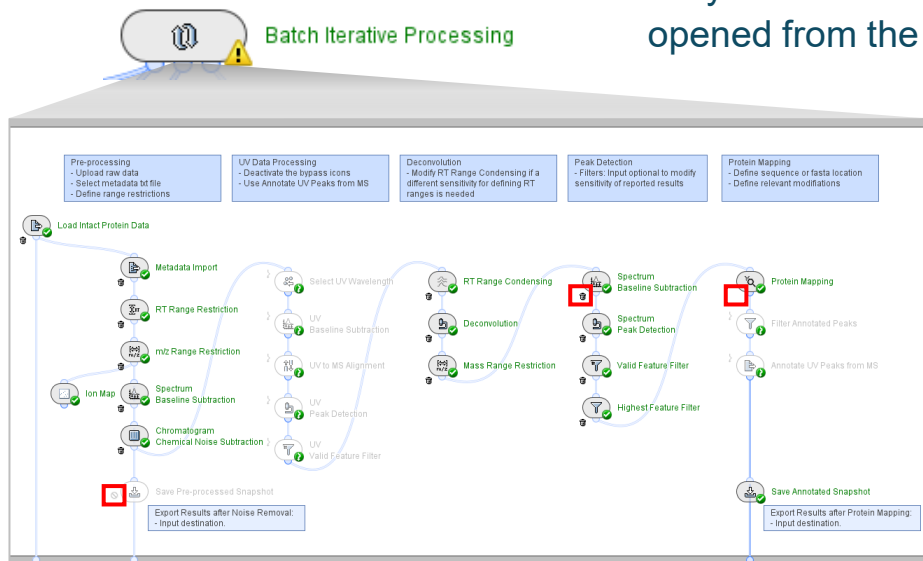 Batch Iterative Processing
opened from the
Pre-processing
- Upload raw data
- Select metadata txt file
- Define range restrictions
UV Data Processing
- Deactivate the bypass icons
- Use Annotate UV Peaks from MS
Deconvolution
- Modify RT Range Condensing if a
different sensitivity for defining RT
ranges is needed
Peak Detection
- Filters: Input optional to modify
sensitivity of reported results
Protein Mapping
- Define sequence or fasta location
- Define relevant modifiations
Load Intact Protein Data
Metadata Import
RT Range Restriction
m/z Range Restriction
Ion Map
Spectrum
Baseline Subtraction
Chromatogram
Chemical Noise Subtraction
Save Pre-processed Snapshot
Export Results after Noise Removal:
- Input destination.
Select UV Wavelength
UV
Baseline Subtraction
UV to MS Alignment
UV
Peak Detection
UV
Valid Feature Filter
RT Range Condensing
Deconvolution
Mass Range Restriction
Spectrum
Baseline Subtraction
Spectrum
Peak Detection
Valid Feature Filter
Highest Feature Filter
Protein Mapping
Filter Annotated Peaks
Annotate UV Peaks from MS
Save Annotated Snapshot
Export Results after Protein Mapping:
- Input destination.